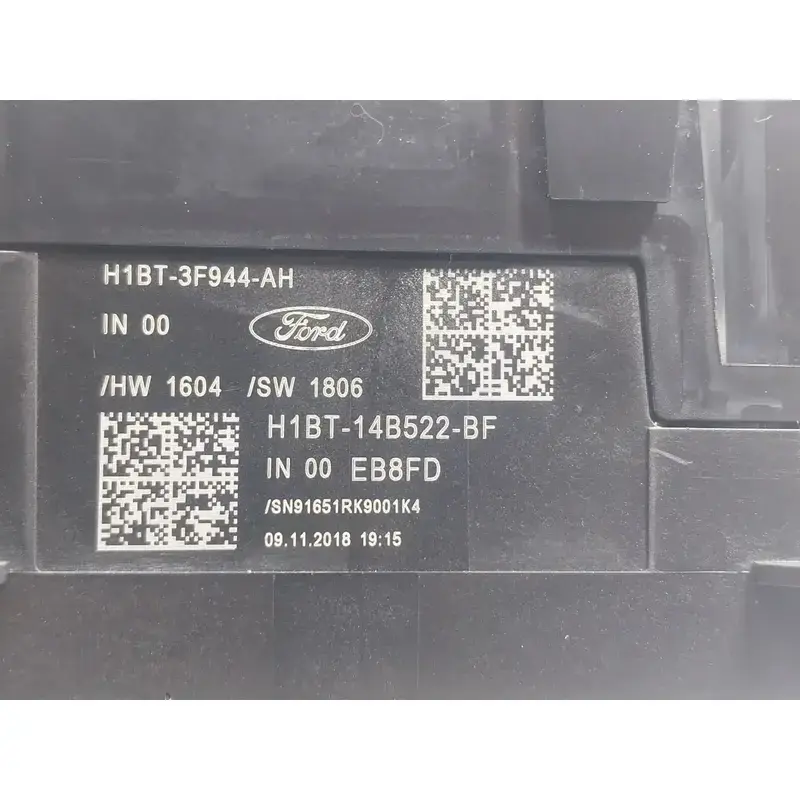 H1BT-3F944-AH
IN 00 Ford
/HW 1604 /SW 1806
H1BT-14B522-BF
IN 00 EB8FD
/SN91651RK9001K4
09.11.2018 19:15